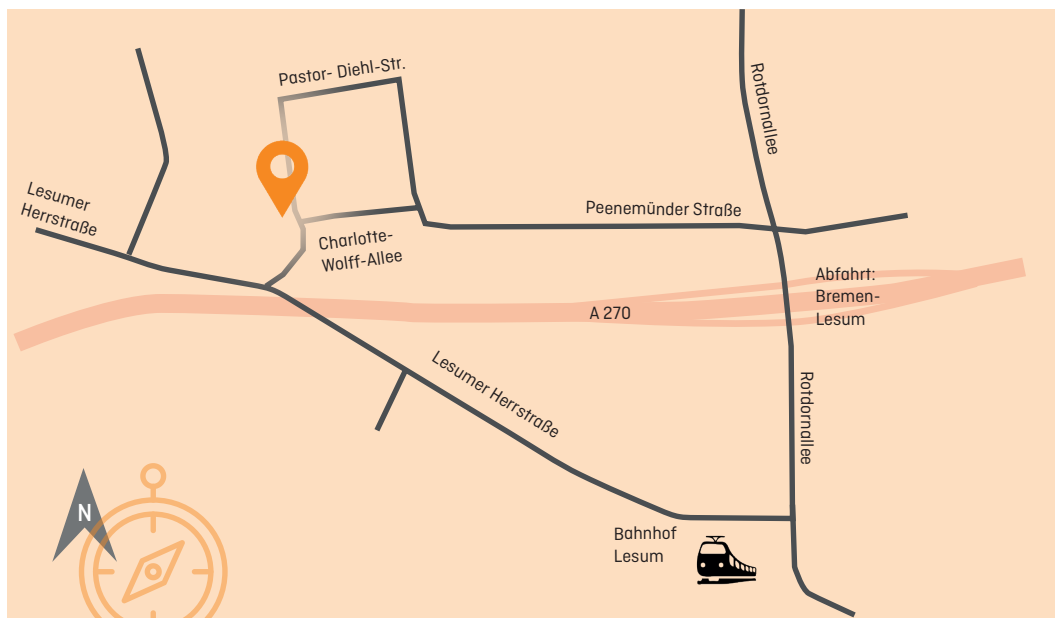 Pastor- Diehl-Str.
Rotdornallee
Lesumer
Herrstraße
Peenemünder Straße
Charlotte-
Wolff-Allee
Abfahrt:
Bremen-
Lesum
A 270
Lesumer Herrstraße
Rotdornallee
N
Bahnhof
Lesum